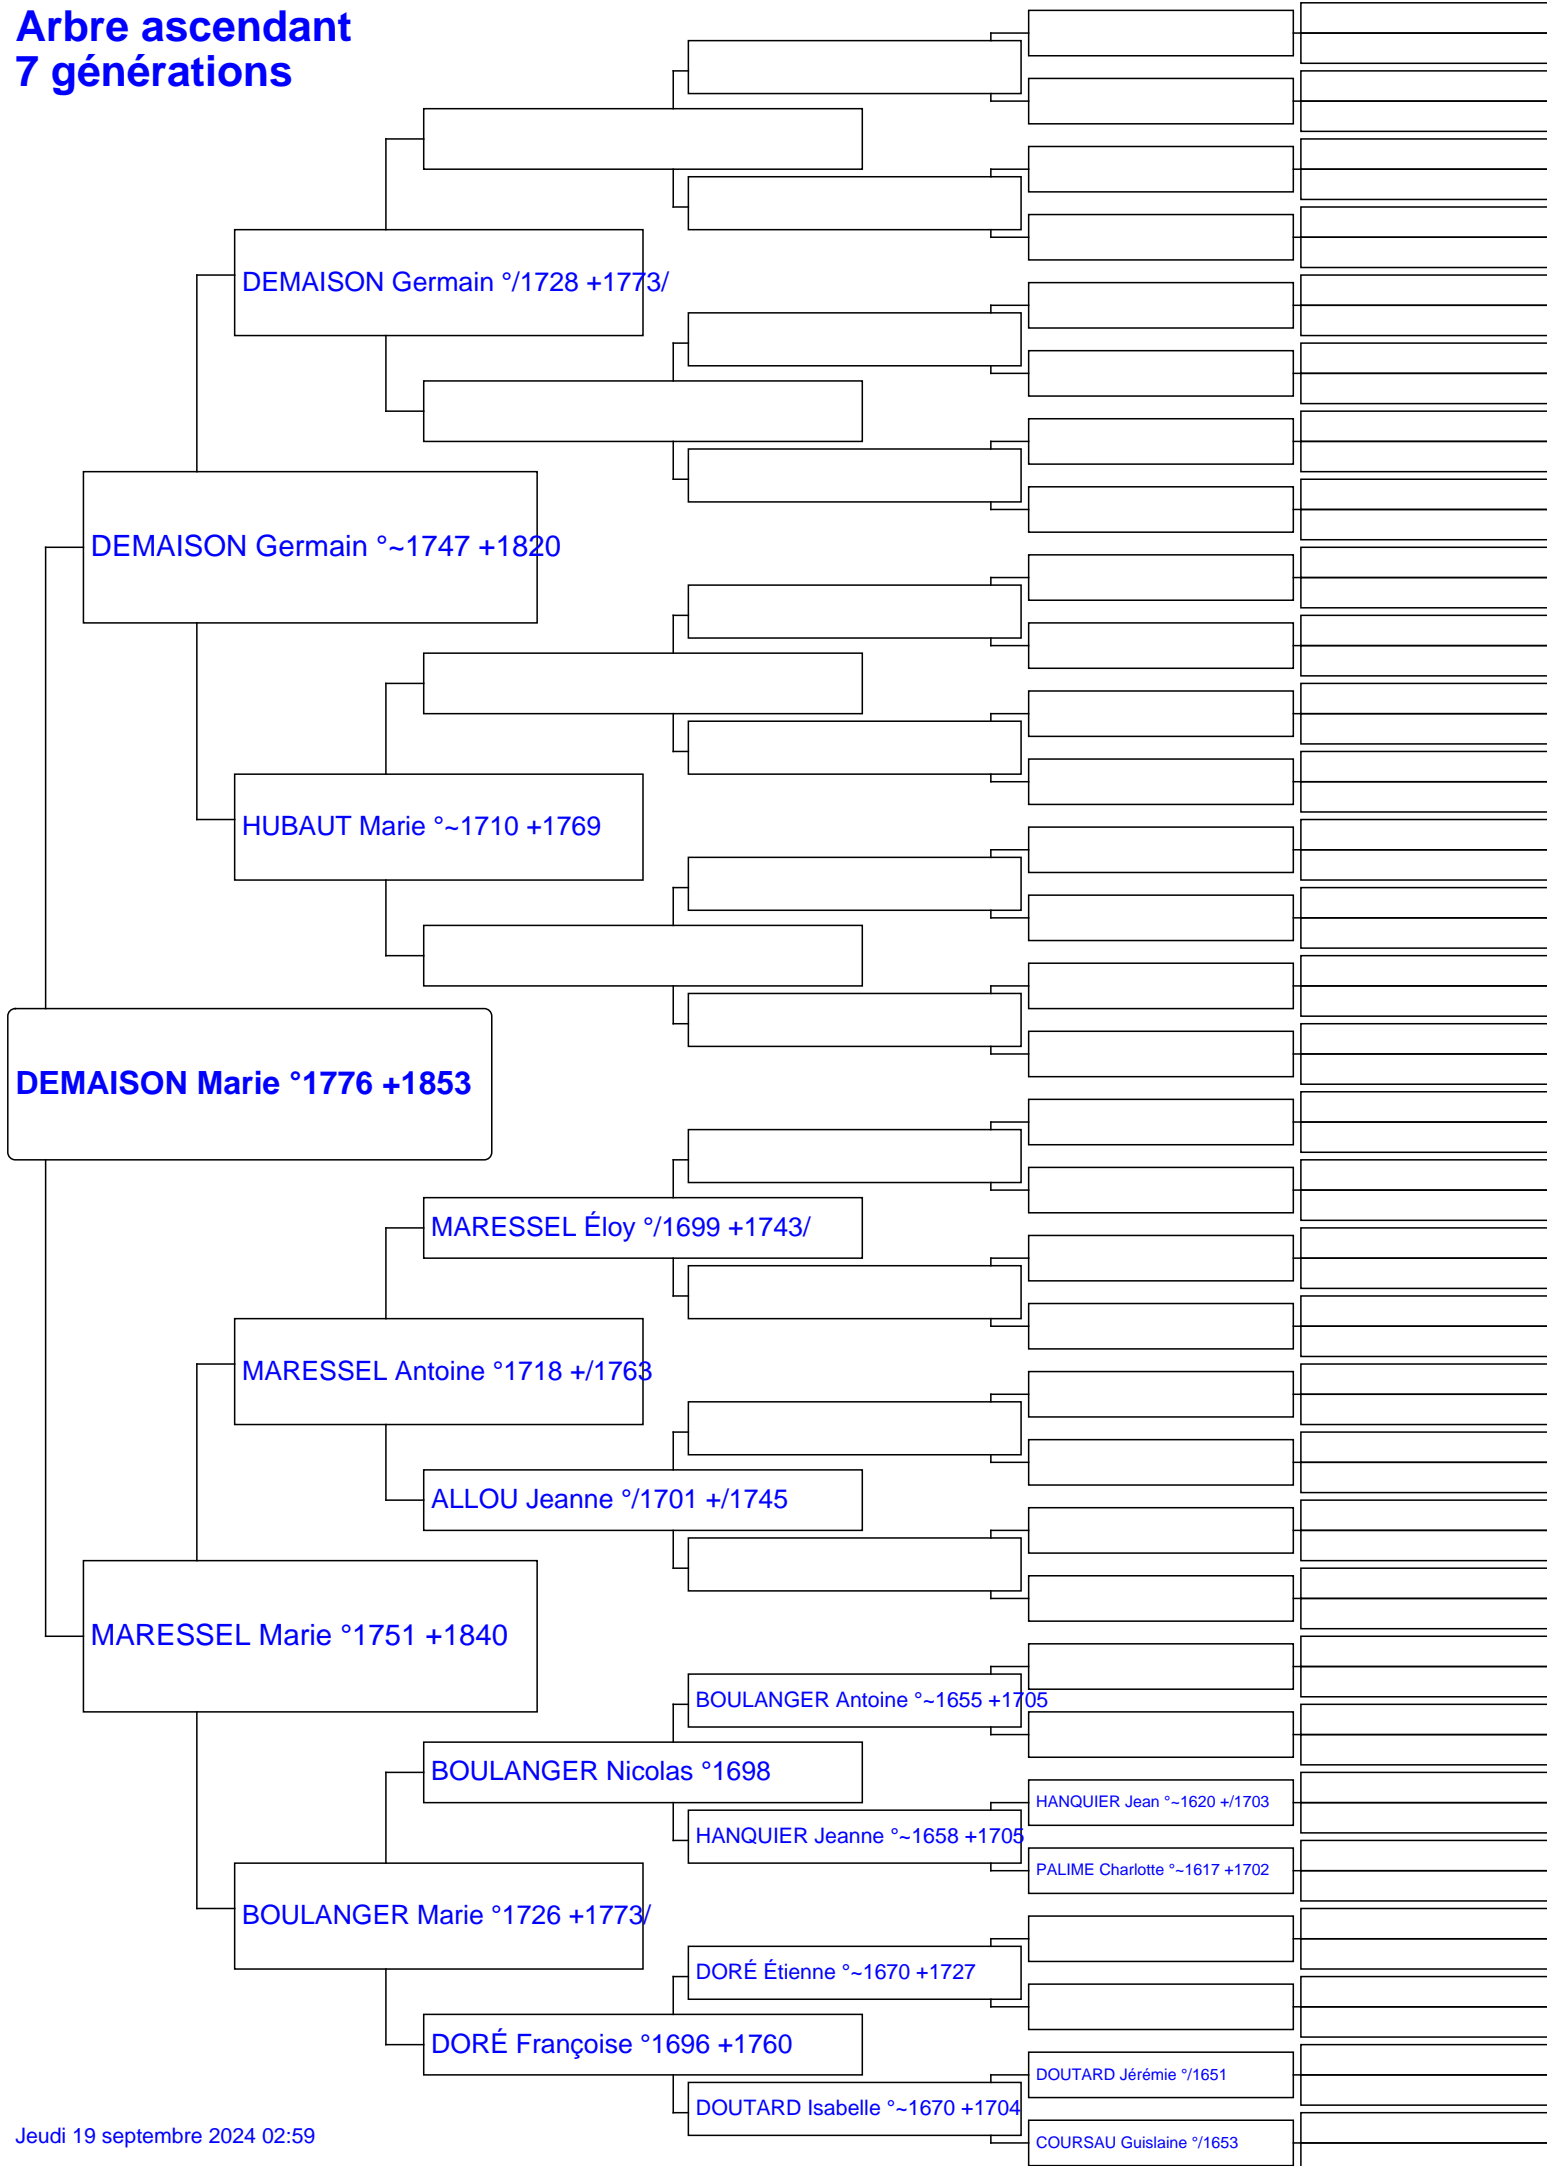 Arbre ascendant
7 générations
DEMAISON Germain °/1728 +1773/
DEMAISON Germain °~1747 +1820
HUBAUT Marie °~1710 +1769
DEMAISON Marie °1776 +1853
MARESSEL Éloy °/1699 +1743/
MARESSEL Antoine °1718 +/1763
ALLOU Jeanne °/1701 +/1745
MARESSEL Marie °1751 +1840
BOULANGER Antoine °~1655 +1705
BOULANGER Nicolas °1698
HANQUIER Jean °~1620 +/1703
HANQUIER Jeanne °~1658 +1705
PALIME Charlotte °~1617 +1702
BOULANGER Marie °1726 +1773/
DORÉ Étienne °~1670 +1727
DORÉ Françoise °1696 +1760
DOUTARD Jérémie °/1651
DOUTARD Isabelle °~1670 +1704
COURSAU Guislaine °/1653
Jeudi 19 septembre 2024 02:59